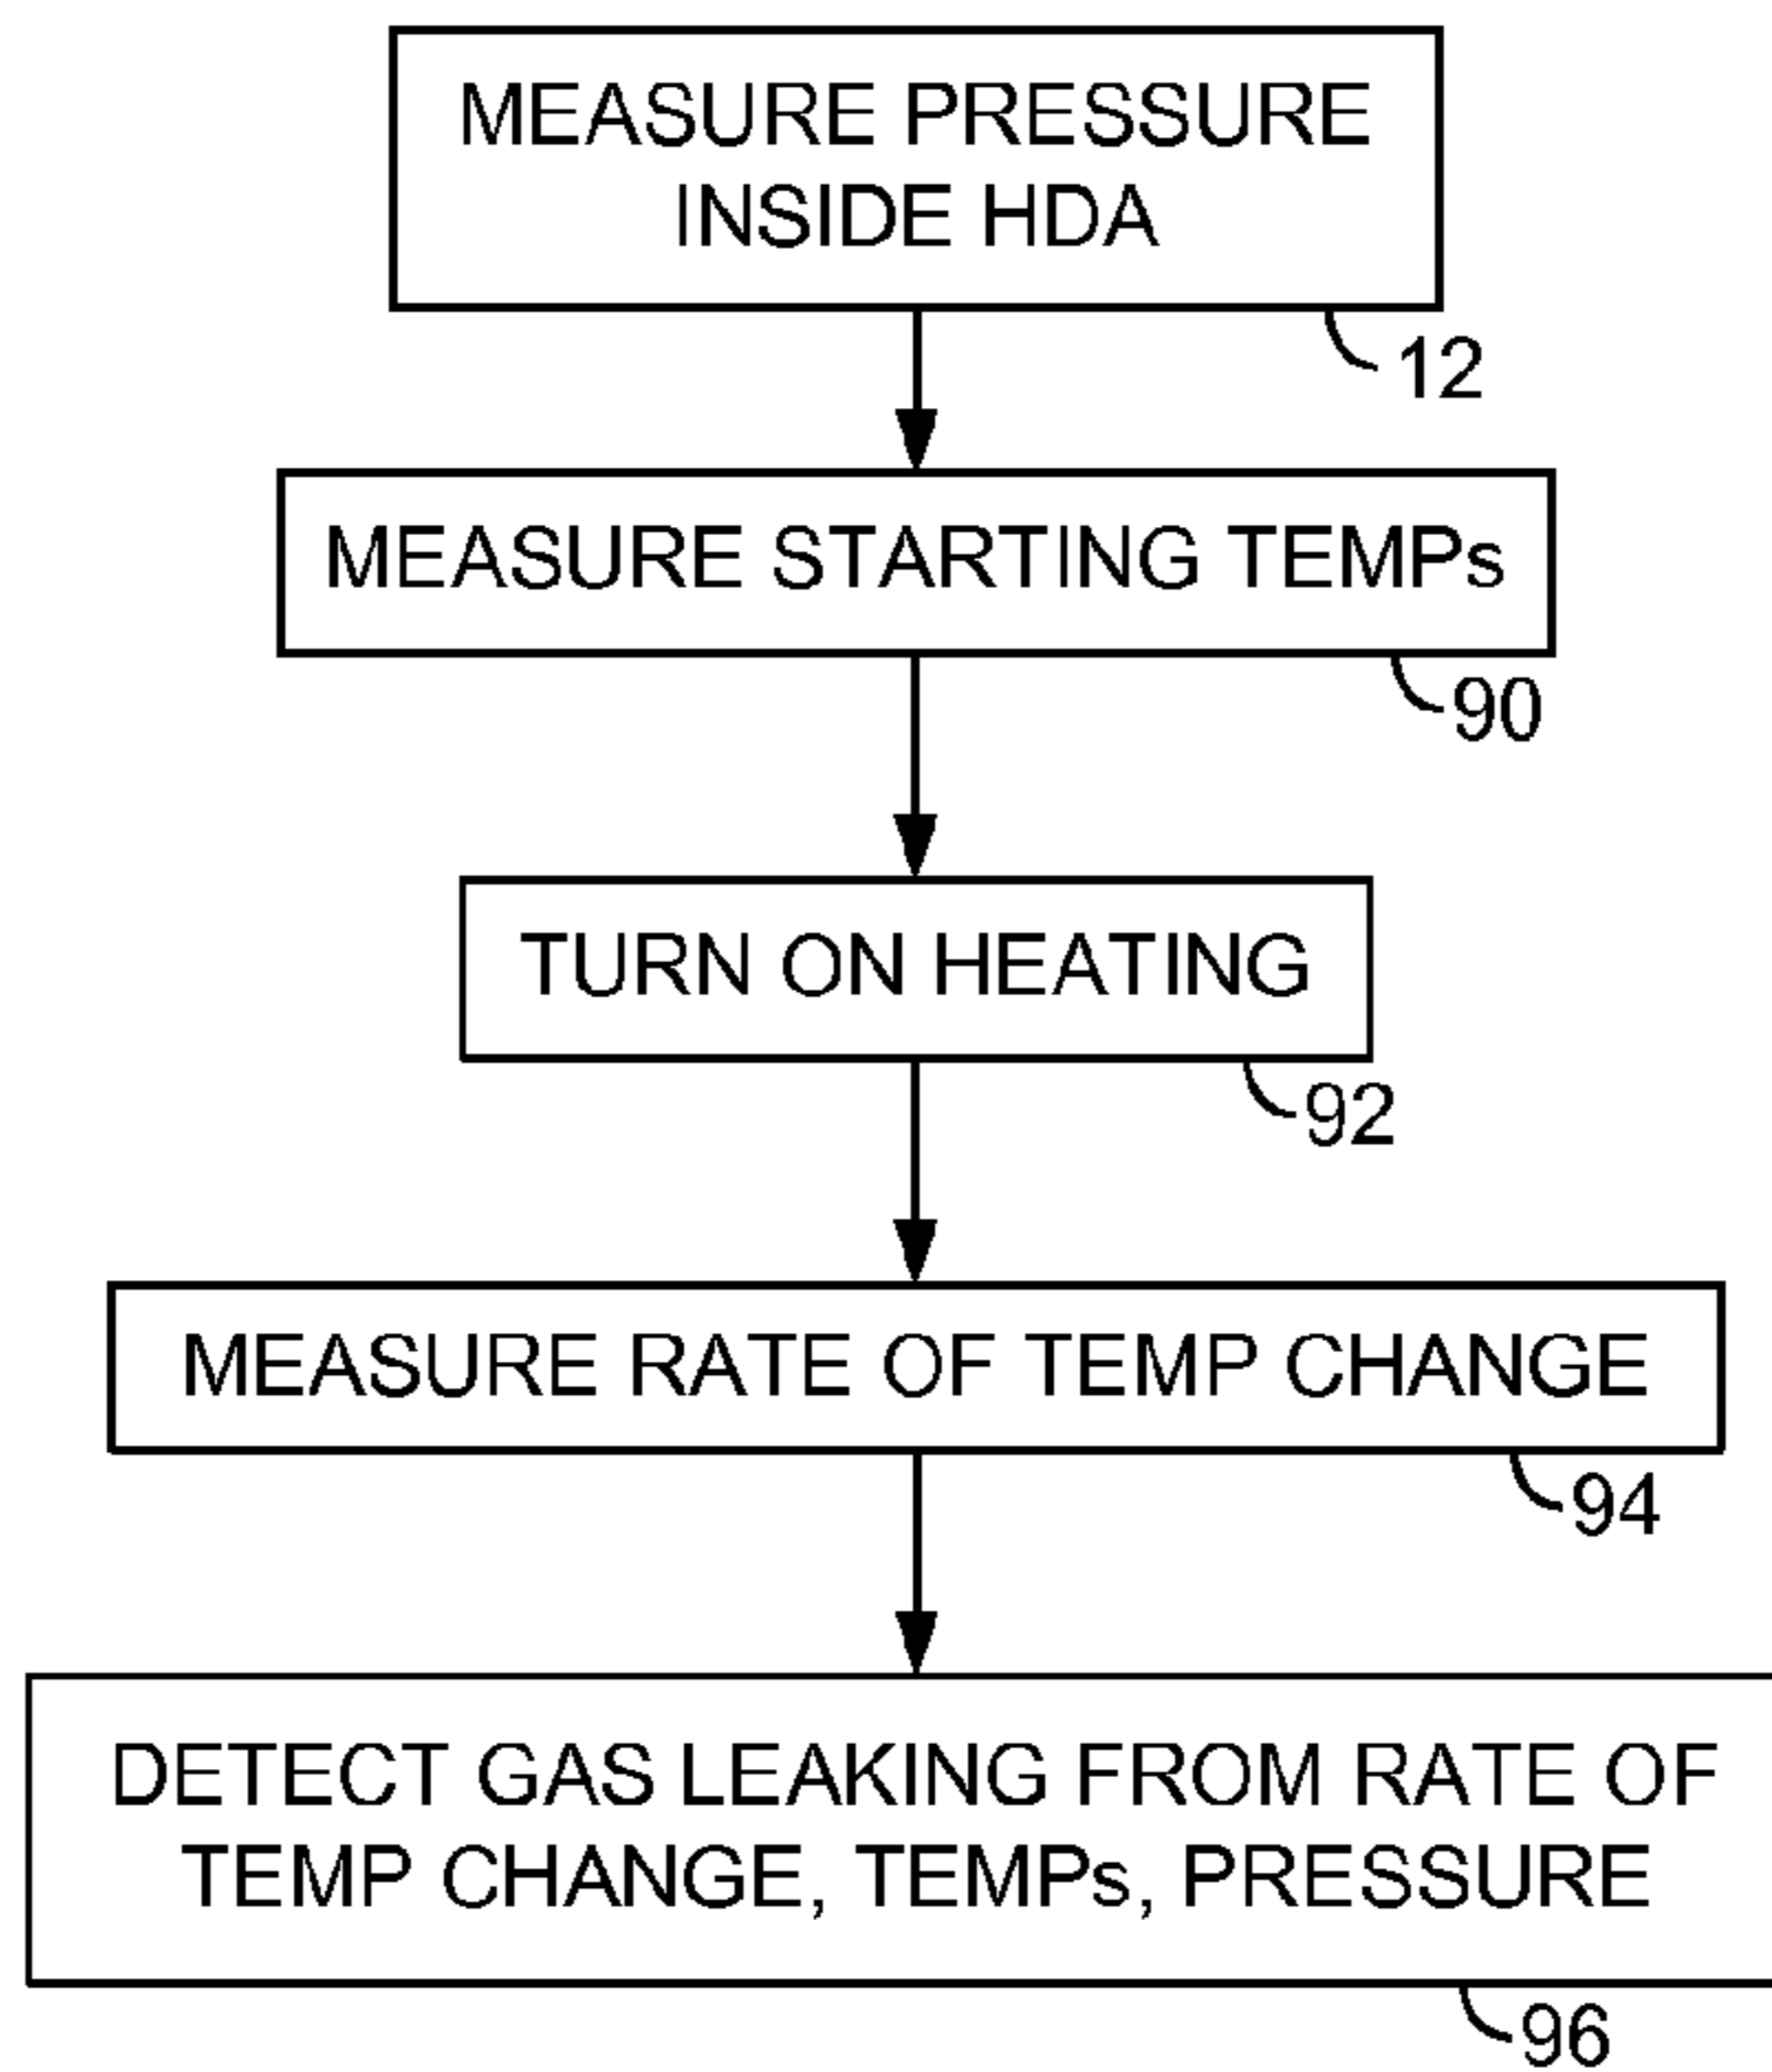 MEASURE PRESSURE
INSIDE HDA
12
MEASURE STARTING TEMPs
90
TURN ON HEATING
92
MEASURE RATE OF TEMP CHANGE
94
DETECT GAS LEAKING FROM RATE OF
TEMP CHANGE, TEMPs, PRESSURE
96